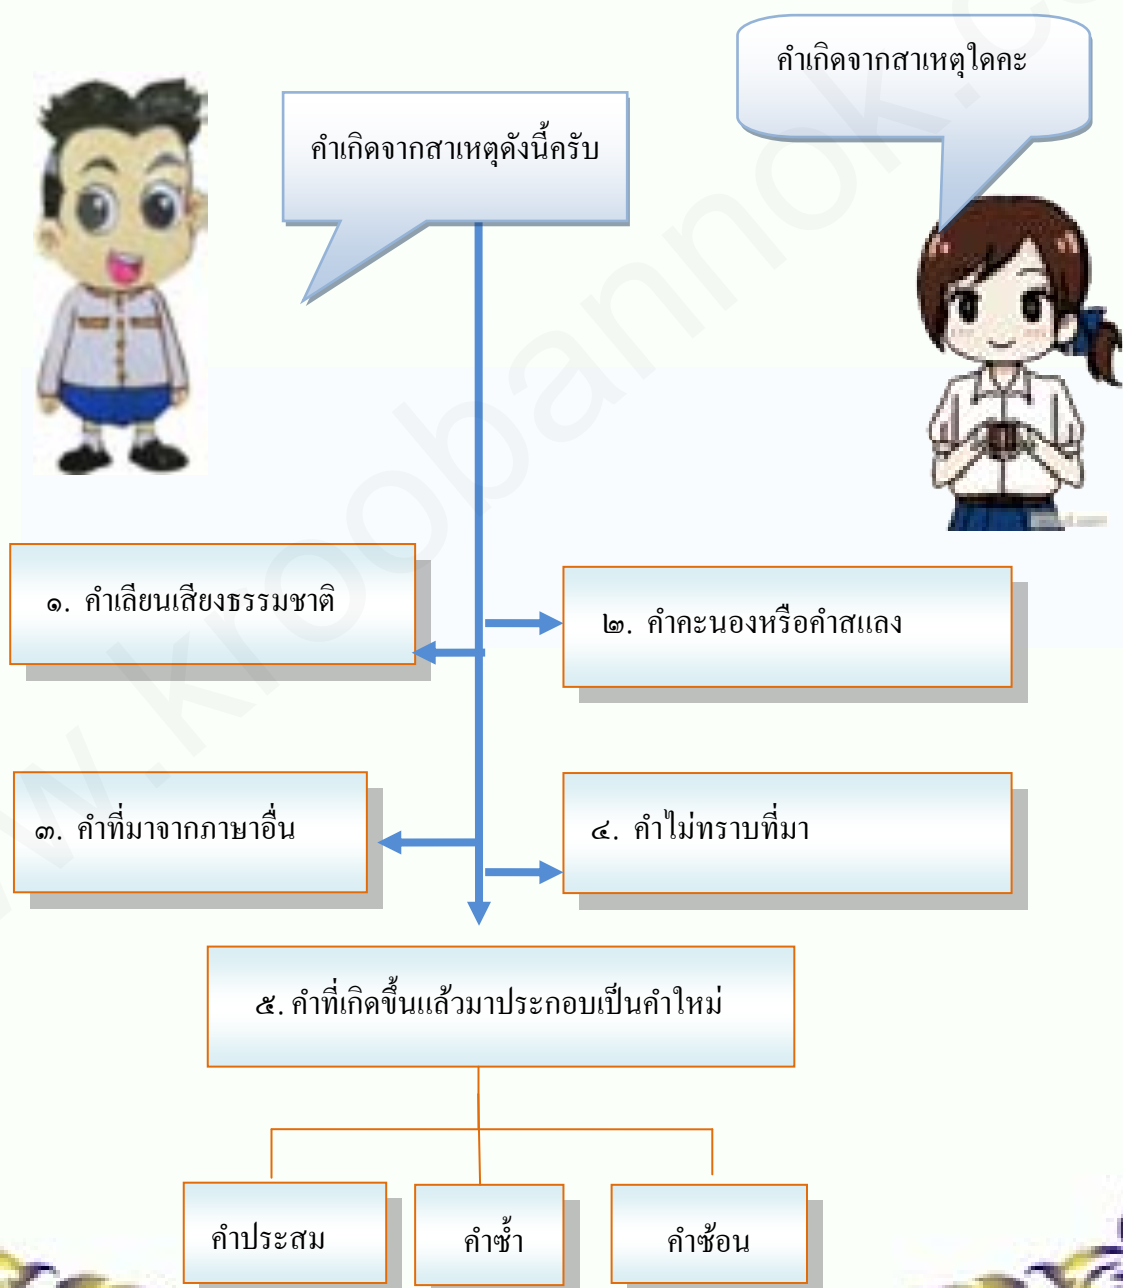 คำเกิดจากสาเหตุใดคะ
คำเกิดจากสาเหตุดังนี้ครับ
๑. คำเลียนเสียงธรรมชาติ
๒. คำคะนองหรือคำสแลง
๓. คำที่มาจากภาษาอื่น
๔. คำไม่ทราบที่มา
๕. คำที่เกิดขึ้นแล้วมาประกอบเป็นคำใหม่
คำประสม
คำซ้ำ
คำซ้อน